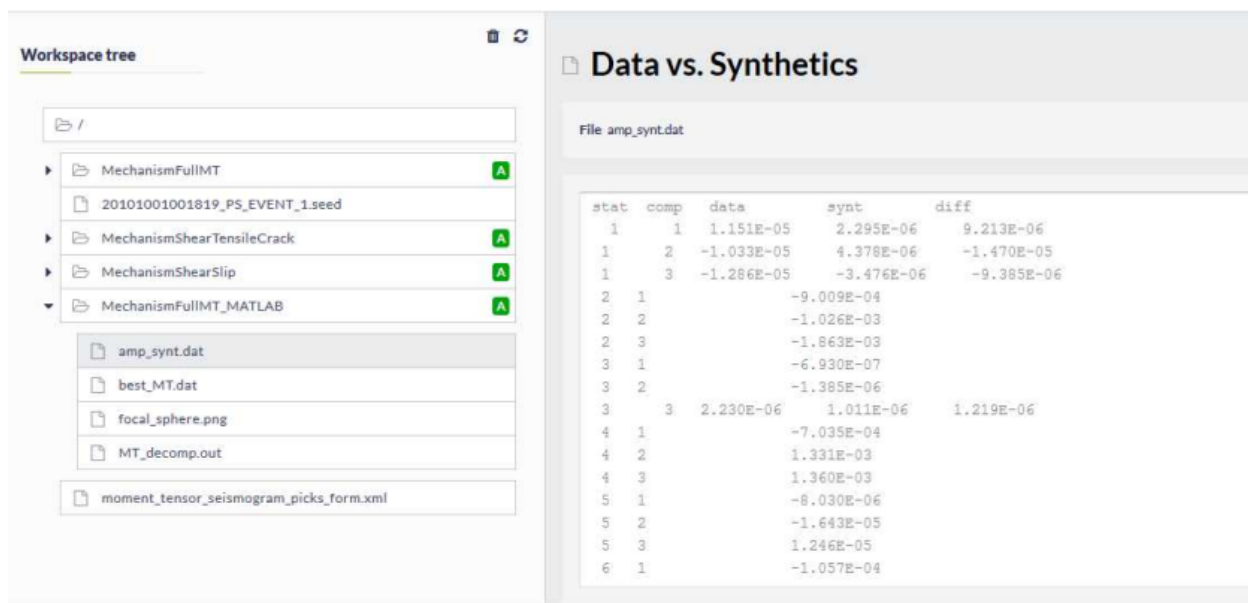 Workspace tree
/
MechanismFullMT A
20101001001819_PS_EVENT_1.seed
MechanismShearTensileCrack A
MechanismShearSlip A
MechanismFullMT_MATLAB A
amp_synt.dat
best_MT.dat
focal_sphere.png
MT_decomp.out
moment_tensor_seismogram_picks_form.xml
Data vs. Synthetics
File amp_synt.dat
stat comp data synt diff
1 1 1.151E-05 2.295E-06 9.213E-06
1 2 -1.033E-05 4.378E-06 -1.470E-05
1 3 -1.286E-05 -3.476E-06 -9.385E-06
2 1 -9.009E-04
2 2 -1.026E-03
2 3 -1.863E-03
3 1 -6.930E-07
3 2 -1.385E-06
3 3 2.230E-06 1.011E-06 1.219E-06
4 1 -7.035E-04
4 2 1.331E-03
4 3 1.360E-03
5 1 -8.030E-06
5 2 -1.643E-05
5 3 1.246E-05
6 1 -1.057E-04